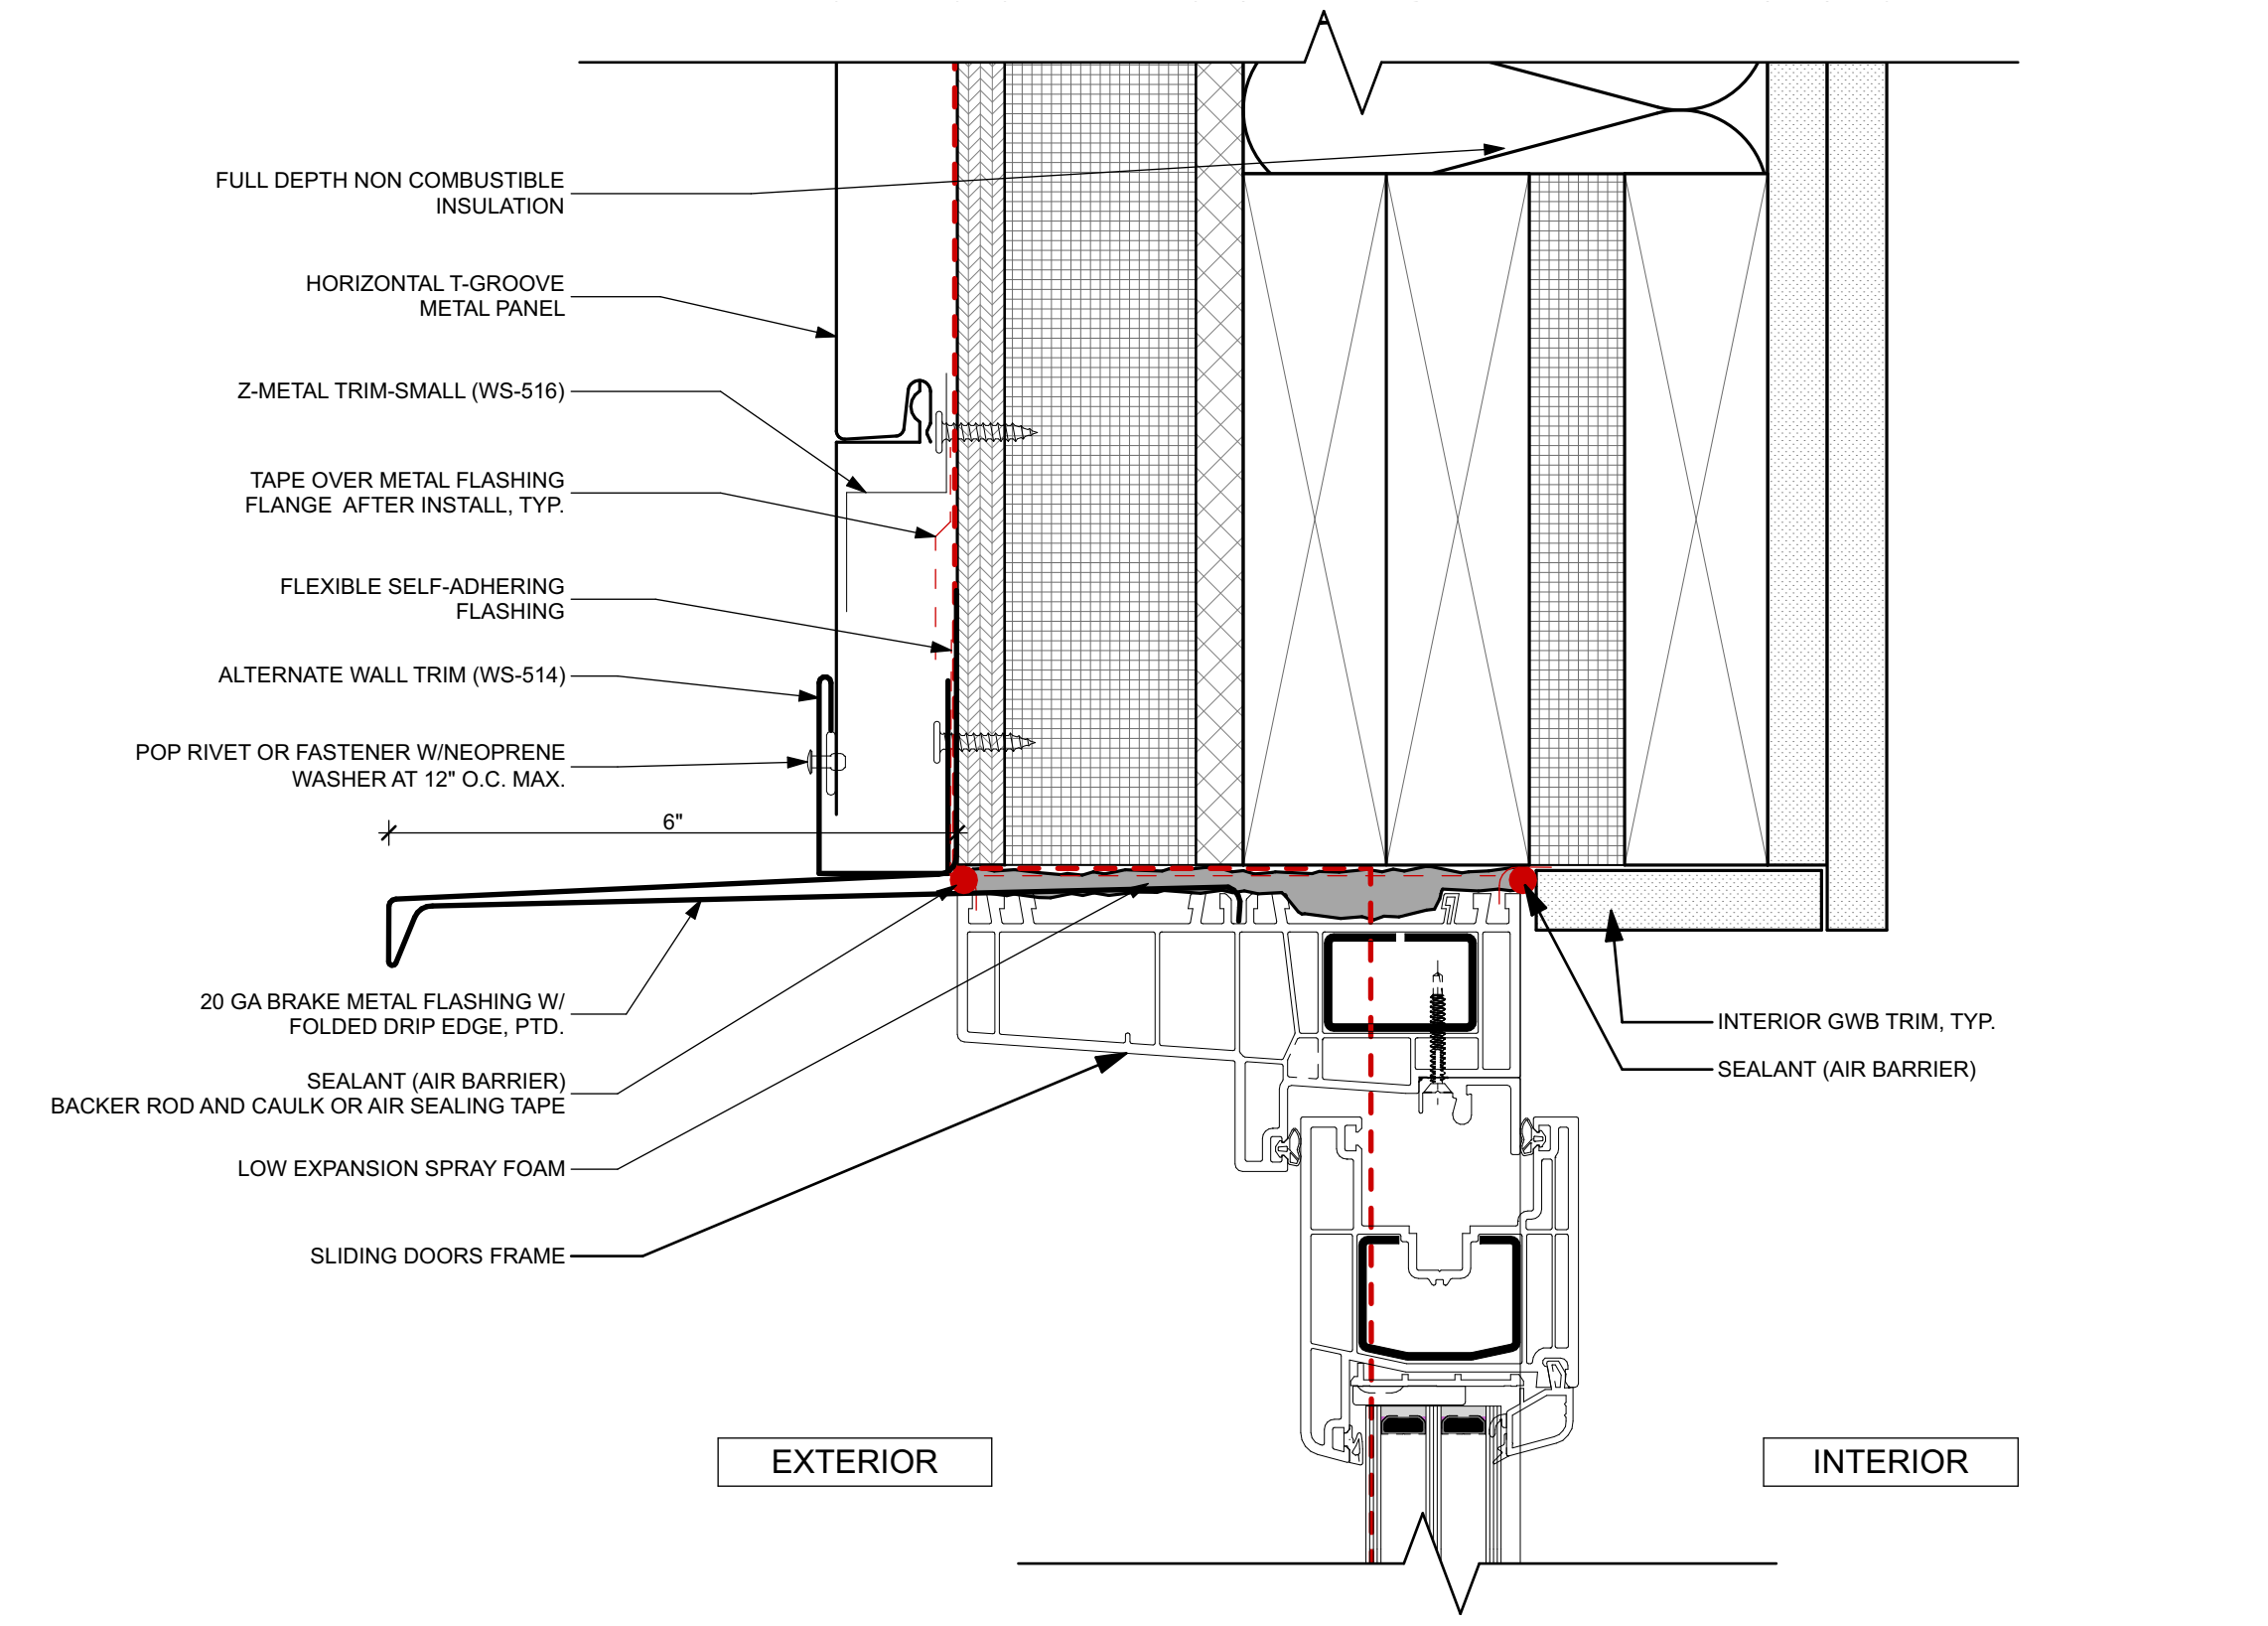 FULL DEPTH NON COMBUSTIBLE
INSULATION
HORIZONTAL T-GROOVE
METAL PANEL
Z-METAL TRIM-SMALL (WS-516)
TAPE OVER METAL FLASHING
FLANGE AFTER INSTALL, TYP.
FLEXIBLE SELF-ADHERING
FLASHING
ALTERNATE WALL TRIM (WS-514)
POP RIVET OR FASTENER W/NEOPRENE
WASHER AT 12" O.C. MAX.
6"
20 GA BRAKE METAL FLASHING W/
FOLDED DRIP EDGE, PTD.
SEALANT (AIR BARRIER)
BACKER ROD AND CAULK OR AIR SEALING TAPE
LOW EXPANSION SPRAY FOAM
SLIDING DOORS FRAME
INTERIOR GWB TRIM, TYP.
SEALANT (AIR BARRIER)
EXTERIOR
INTERIOR